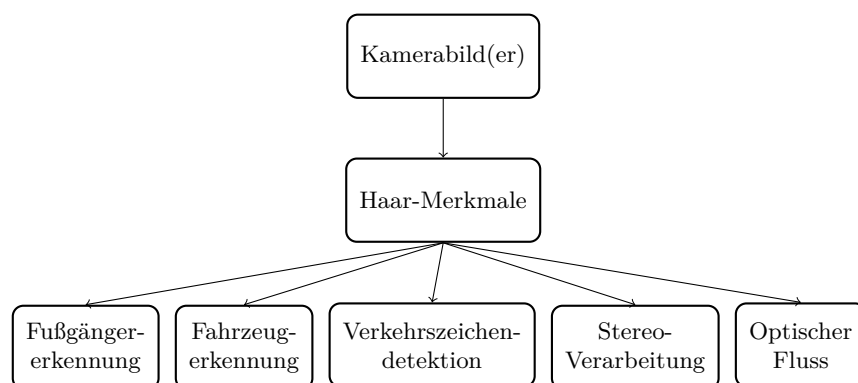 Kamerabild(er)
Haar-Merkmale
Fußgänger-
erkennung
Fahrzeug-
erkennung
Verkehrszeichen-
detektion
Stereo-
Verarbeitung
Optischer
Fluss